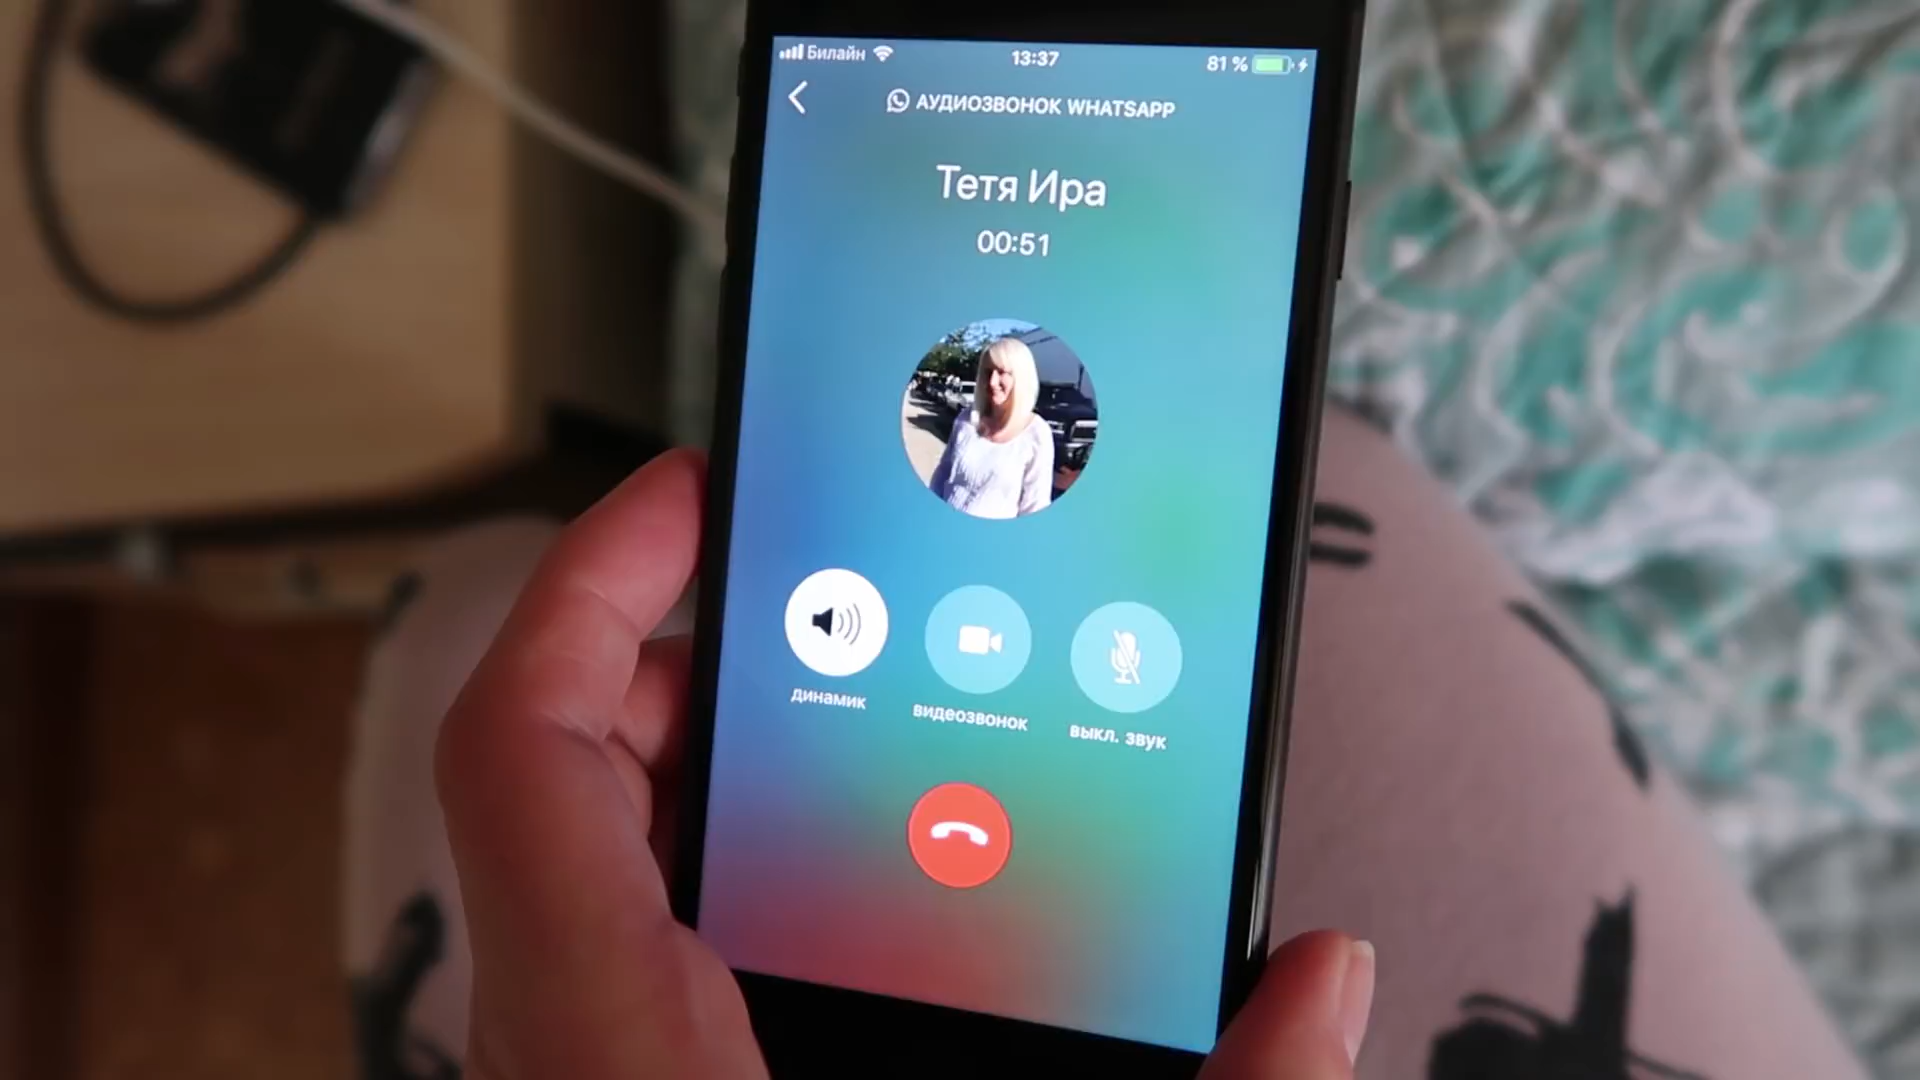 Билайн 13:37 81 %
АУДИОЗВОНОК WHATSAPP
Тетя Ира
00:51
динамик видеозвонок выкл. звук